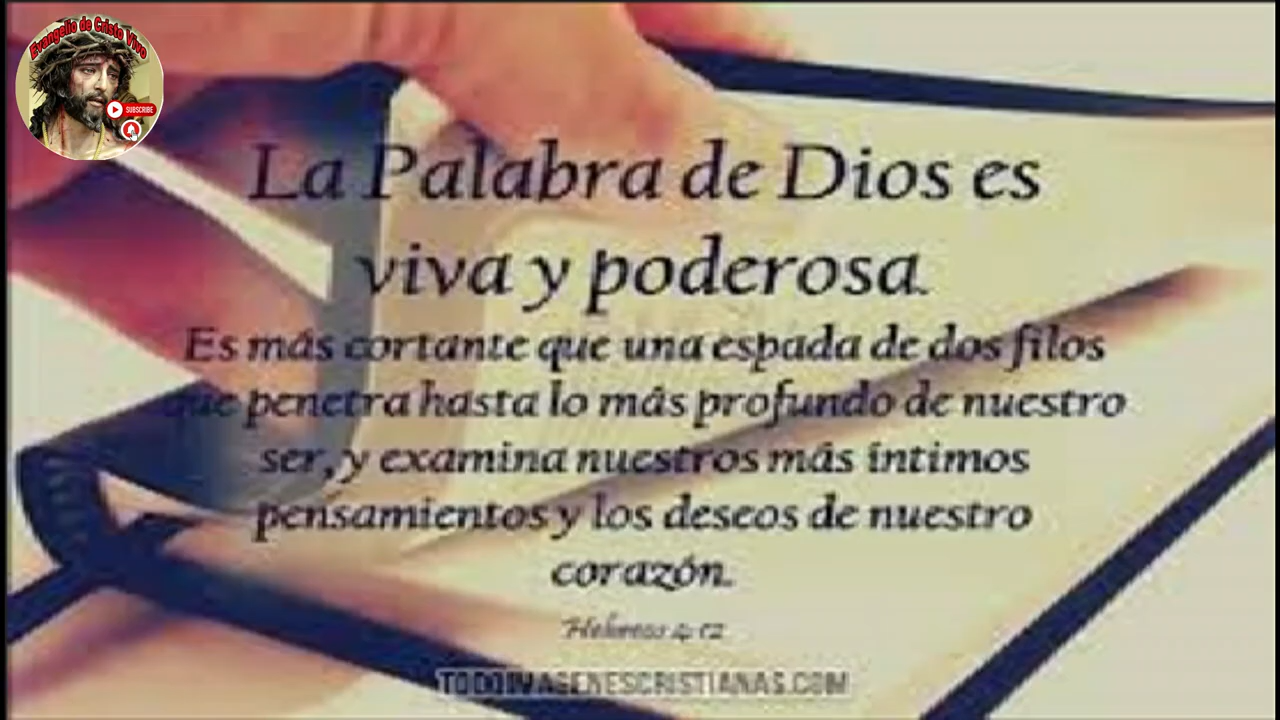 Evangelio de Cristo Vivo
SUBSCRIBE
La Palabra de Dios es
viva y poderosa.
Es más cortante que una espada de dos filos
que penetra hasta lo más profundo de nuestro
ser, y examina nuestros más íntimos
pensamientos y los deseos de nuestro
corazón.
Hebreos 4:12
TODOIMAGENESCRISTIANAS.COM